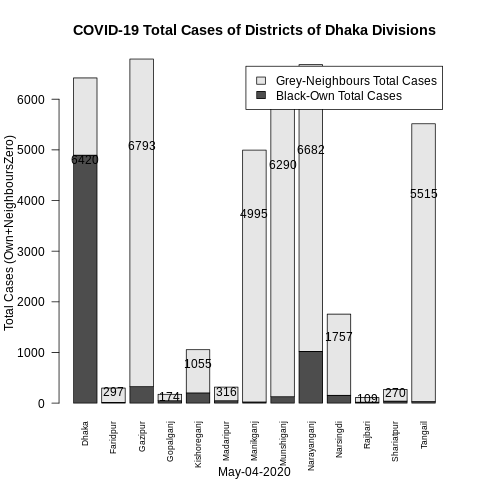 COVID-19 Total Cases of Districts of Dhaka Divisions
Grey-Neighbours Total Cases
Black-Own Total Cases
Total Cases (Own+NeighboursZero)
6000
5000
4000
3000
2000
1000
0
6420
297
6793
174
1055
316
4995
6290
6682
1757
109
270
5515
Dhaka
Faridpur
Gazipur
Gopalganj
Kishoreganj
Madaripur
Manikganj
Munshiganj
Narayanganj
Narsingdi
Rajbari
Shariatpur
Tangail
May-04-2020